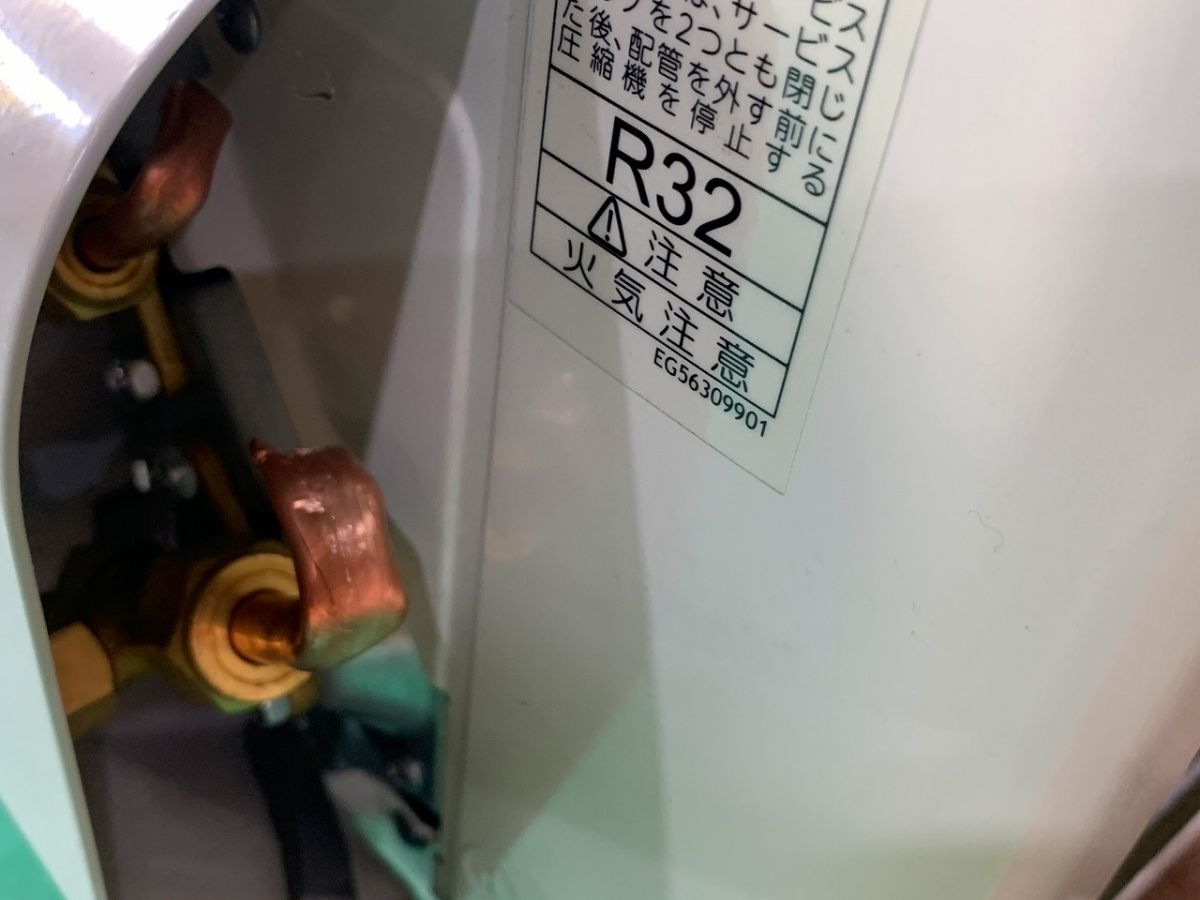 ビス
は、サービス
ブを2つとも閉じ
た後、配管を外す前に
圧縮機を停止する
R32
⚠注意
火気注意
EG56309901